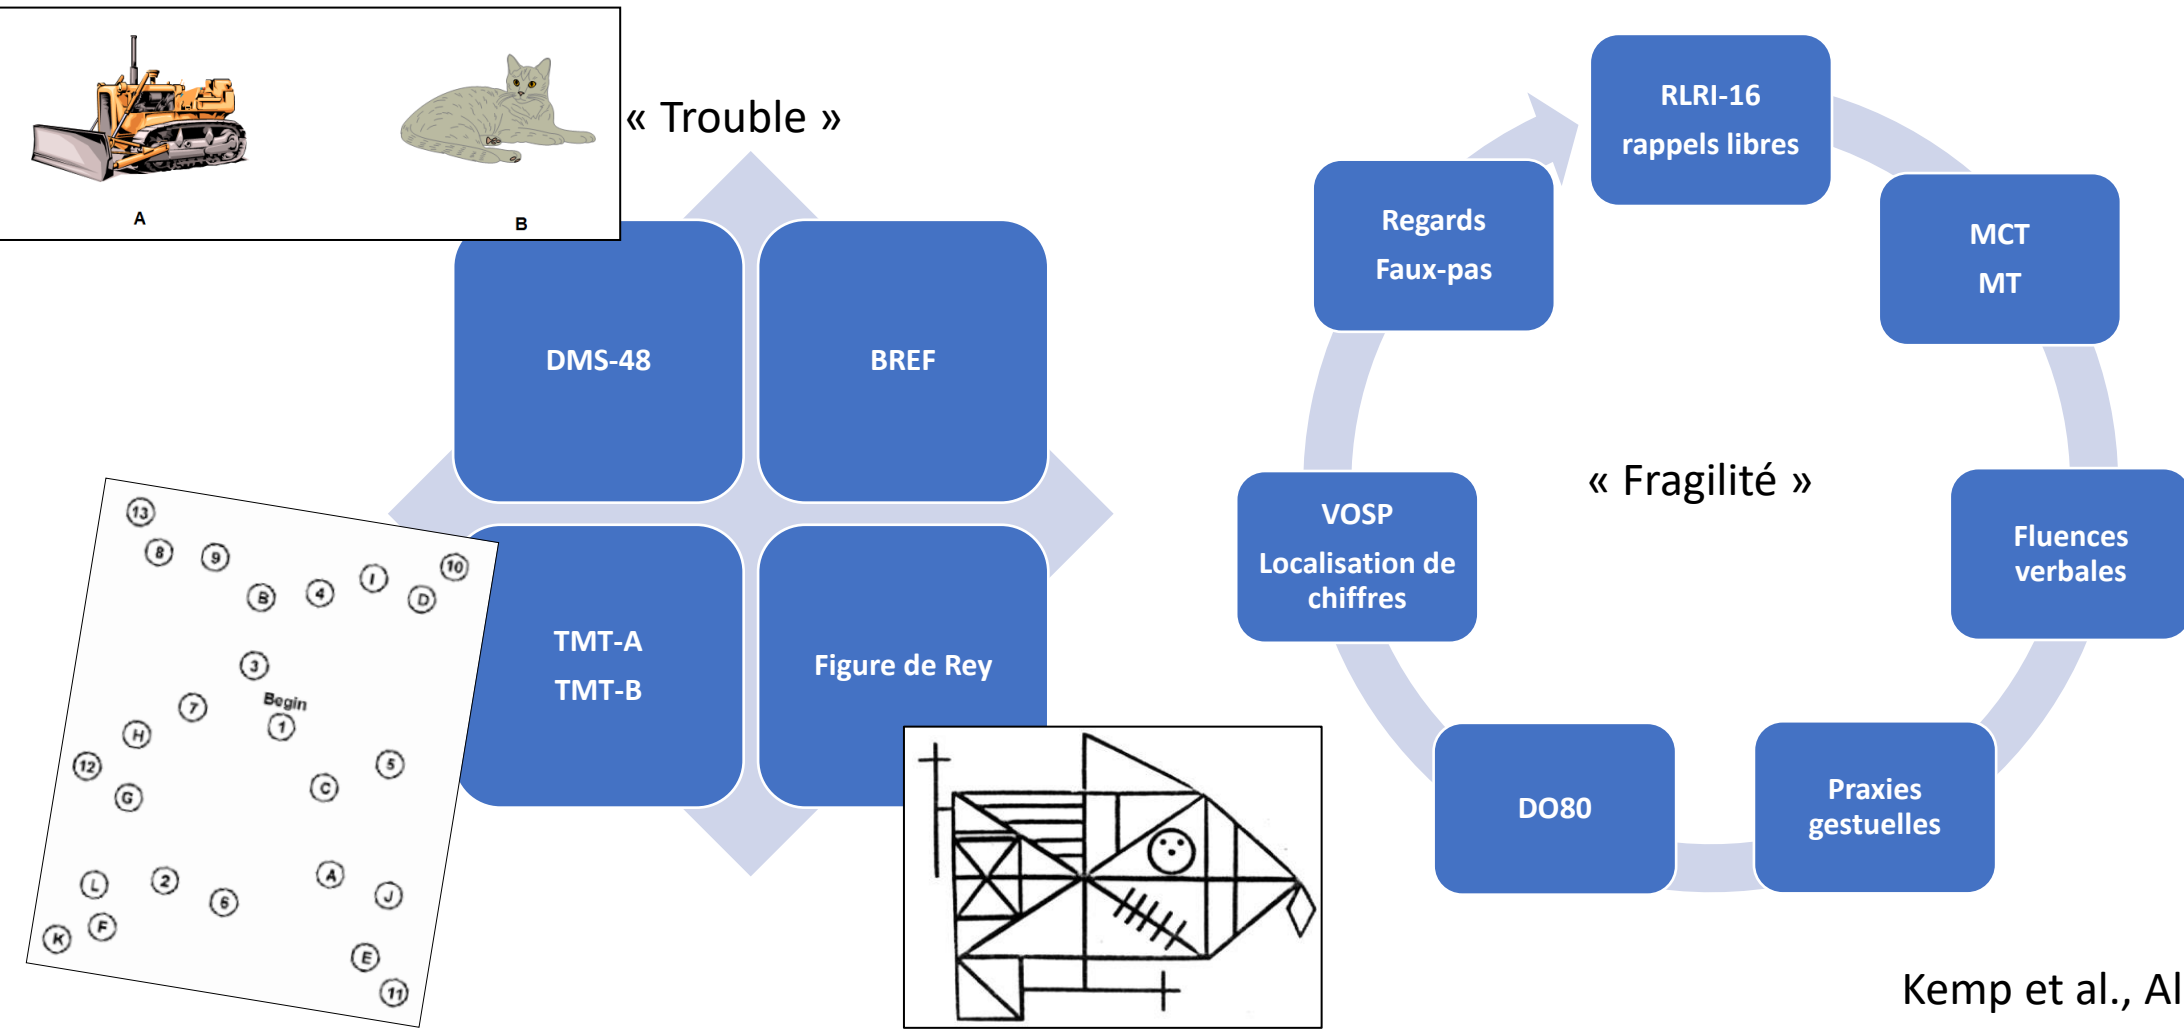 A
B
« Trouble »
DMS-48
BREF
TMT-A
TMT-B
Figure de Rey
13
8
9
B
4
I
D
10
3
7
Begin
1
H
12
G
C
5
L
2
6
A
J
K
F
E
11
RLRI-16
rappels libres
MCT
MT
Fluences
verbales
Praxies
gestuelles
DO80
VOSP
Localisation de
chiffres
Regards
Faux-pas
« Fragilité »
Kemp et al., Al